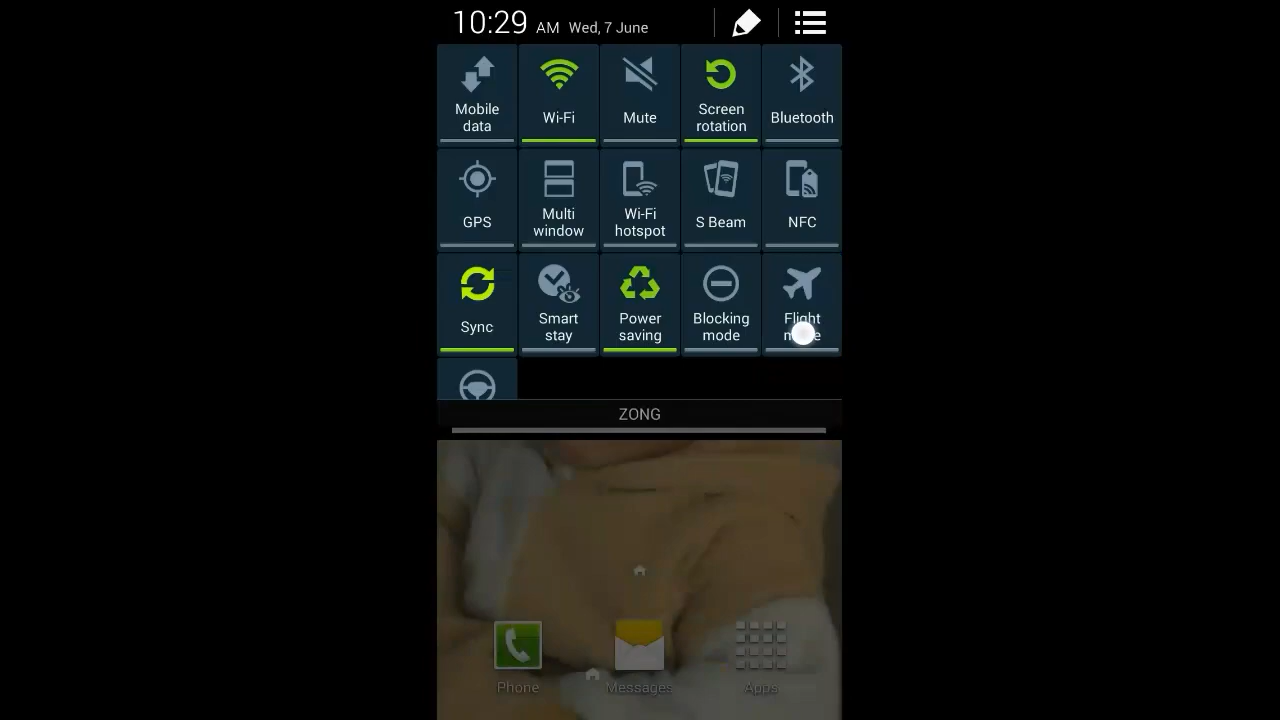 10:29 AM Wed, 7 June
Mobile data
Wi-Fi
Mute
Screen rotation
Bluetooth
GPS
Multi window
Wi-Fi hotspot
S Beam
NFC
Sync
Smart stay
Power saving
Blocking mode
Flight
ZONG
Phone
Messages
Apps